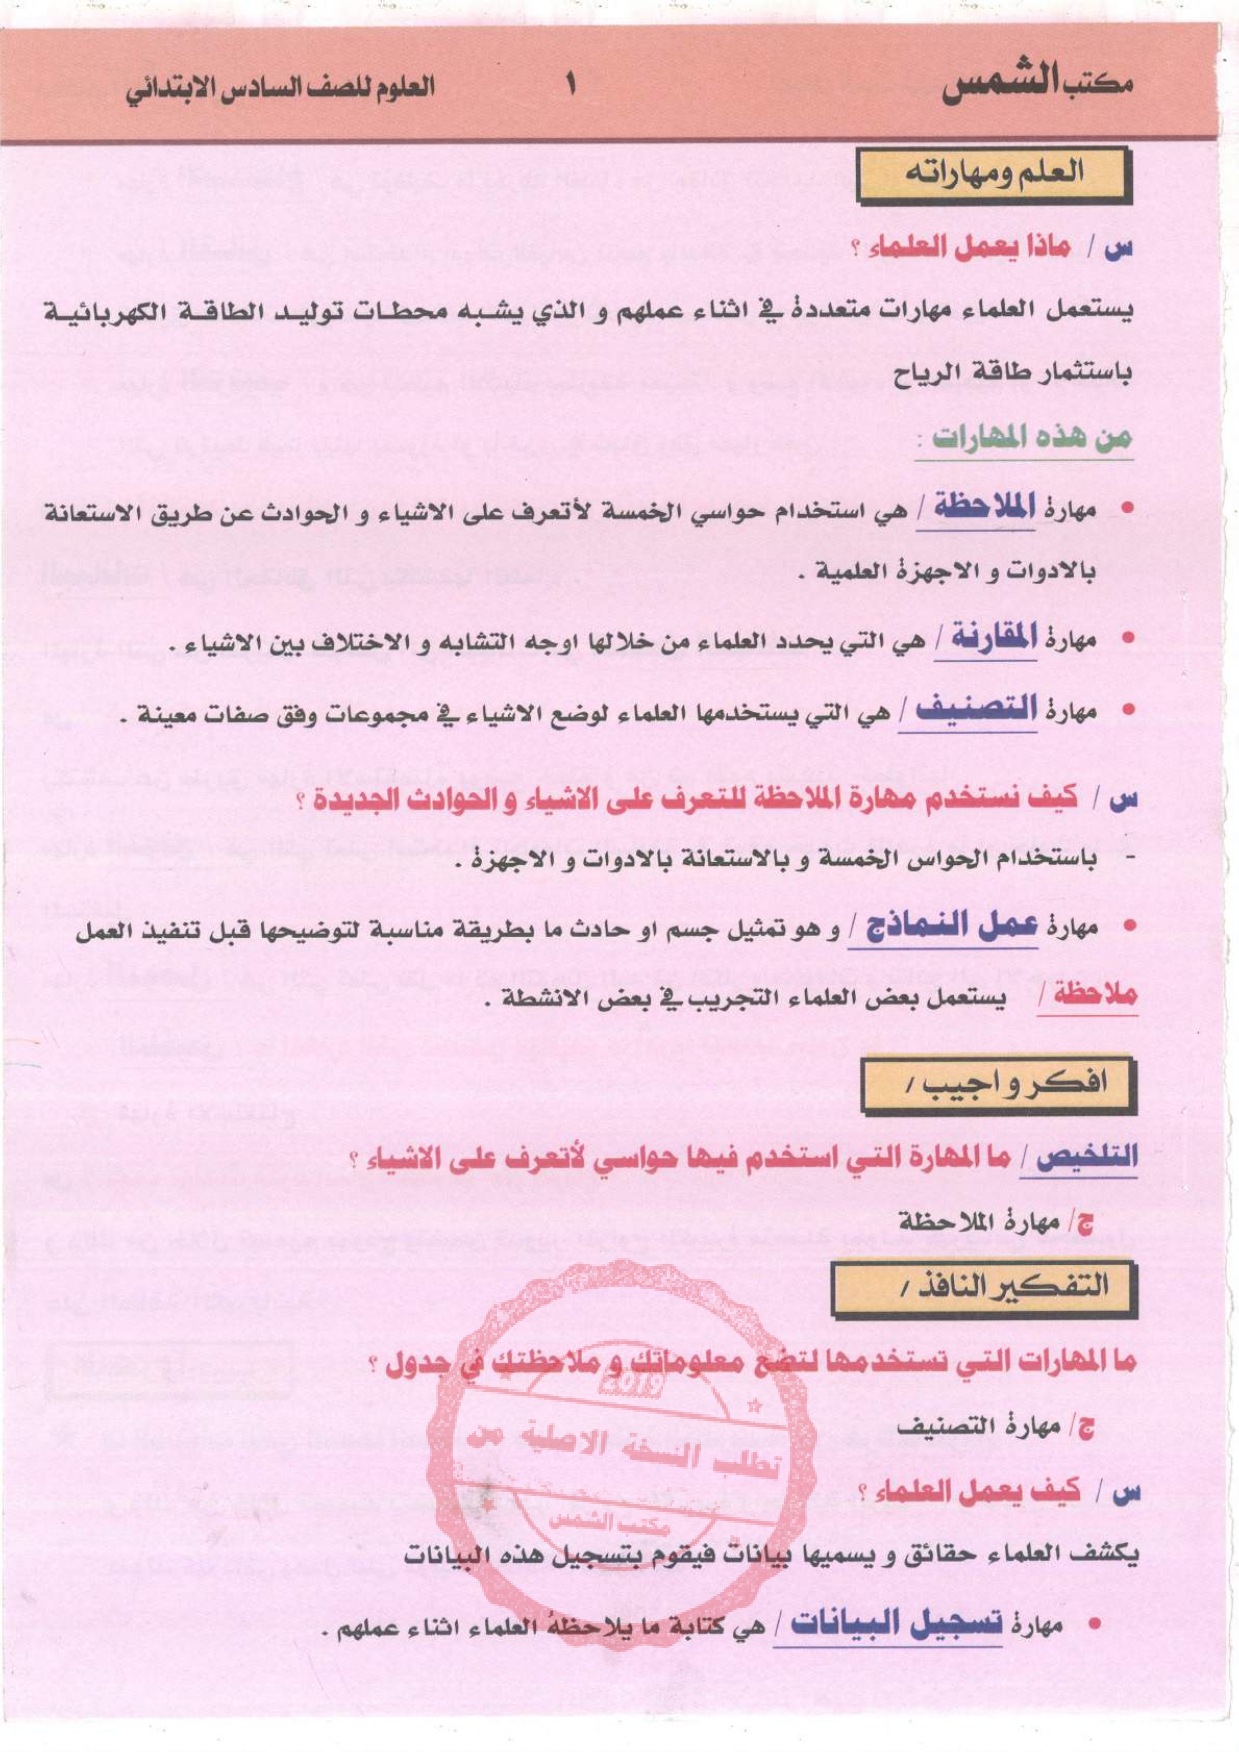 مكتب الشمس ١ العلوم للصف السادس الابتدائي
العلم ومهاراته
س / ماذا يعمل العلماء ؟
يستعمل العلماء مهارات متعددة في اثناء عملهم و الذي يشبه محطات توليد الطاقة الكهربائية
باستثمار طاقة الرياح
من هذه المهارات :
• مهارة الملاحظة / هي استخدام حواسي الخمسة لأتعرف على الاشياء و الحوادث عن طريق الاستعانة
بالادوات و الاجهزة العلمية .
• مهارة المقارنة / هي التي يحدد العلماء من خلالها اوجه التشابه و الاختلاف بين الاشياء .
• مهارة التصنيف / هي التي يستخدمها العلماء لوضع الاشياء في مجموعات وفق صفات معينة .
س / كيف نستخدم مهارة الملاحظة للتعرف على الاشياء و الحوادث الجديدة ؟
- باستخدام الحواس الخمسة و بالاستعانة بالادوات و الاجهزة .
• مهارة عمل النماذج / و هو تمثيل جسم او حادث ما بطريقة مناسبة لتوضيحها قبل تنفيذ العمل
ملاحظة / يستعمل بعض العلماء التجريب في بعض الانشطة .
افكر و اجيب /
التلخيص / ما المهارة التي استخدم فيها حواسي لأتعرف على الاشياء ؟
ج/ مهارة الملاحظة
التفكير النافذ /
ما المهارات التي تستخدمها لتضع معلوماتك و ملاحظتك في جدول ؟
2019
ج/ مهارة التصنيف
تطلب النسخة الاصلية من
س / كيف يعمل العلماء ؟
مكتب الشمس
يكشف العلماء حقائق و يسميها بيانات فيقوم بتسجيل هذه البيانات
• مهارة تسجيل البيانات / هي كتابة ما يلاحظهُ العلماء اثناء عملهم .